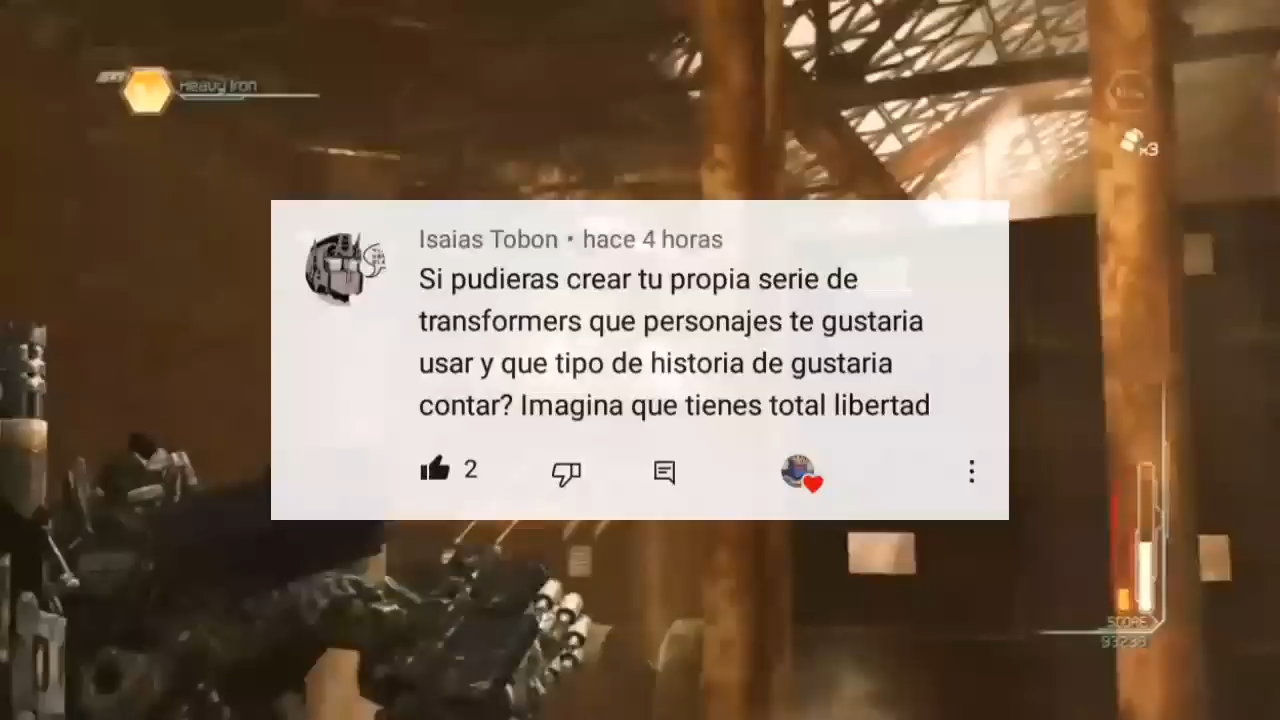 Heavy Iron
x3
Isaias Tobon • hace 4 horas
Si pudieras crear tu propia serie de
transformers que personajes te gustaria
usar y que tipo de historia de gustaria
contar? Imagina que tienes total libertad
2
SCORE